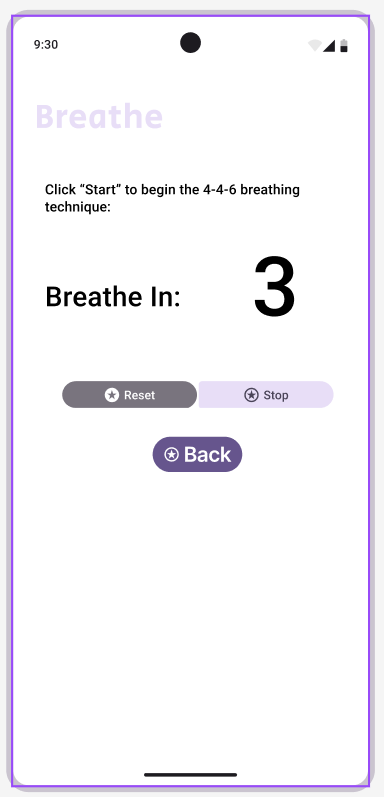 9:30
Breathe
Click “Start” to begin the 4-4-6 breathing
technique:
Breathe In:
3
Reset
Stop
Back